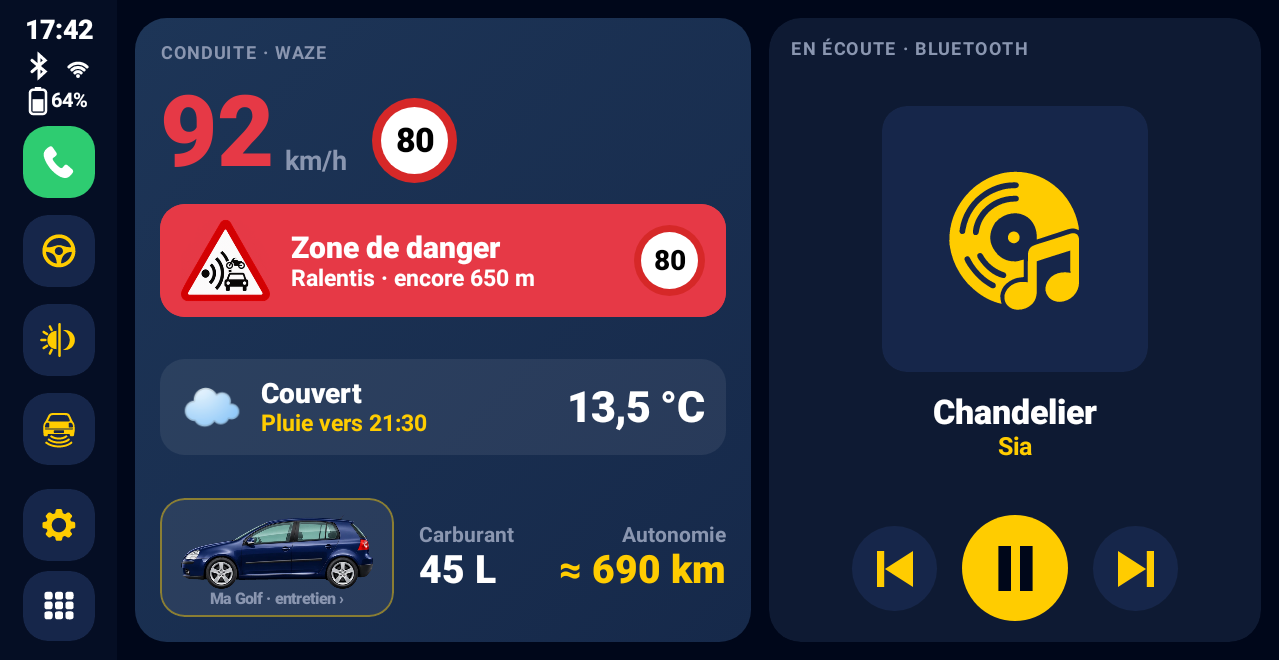 17:42
64%
CONDUITE · WAZE
92 km/h
80
Zone de danger
Ralentis · encore 650 m
80
Couvert
Pluie vers 21:30
13,5 °C
Ma Golf · entretien ›
Carburant
45 L
Autonomie
≈ 690 km
EN ÉCOUTE · BLUETOOTH
Chandelier
Sia